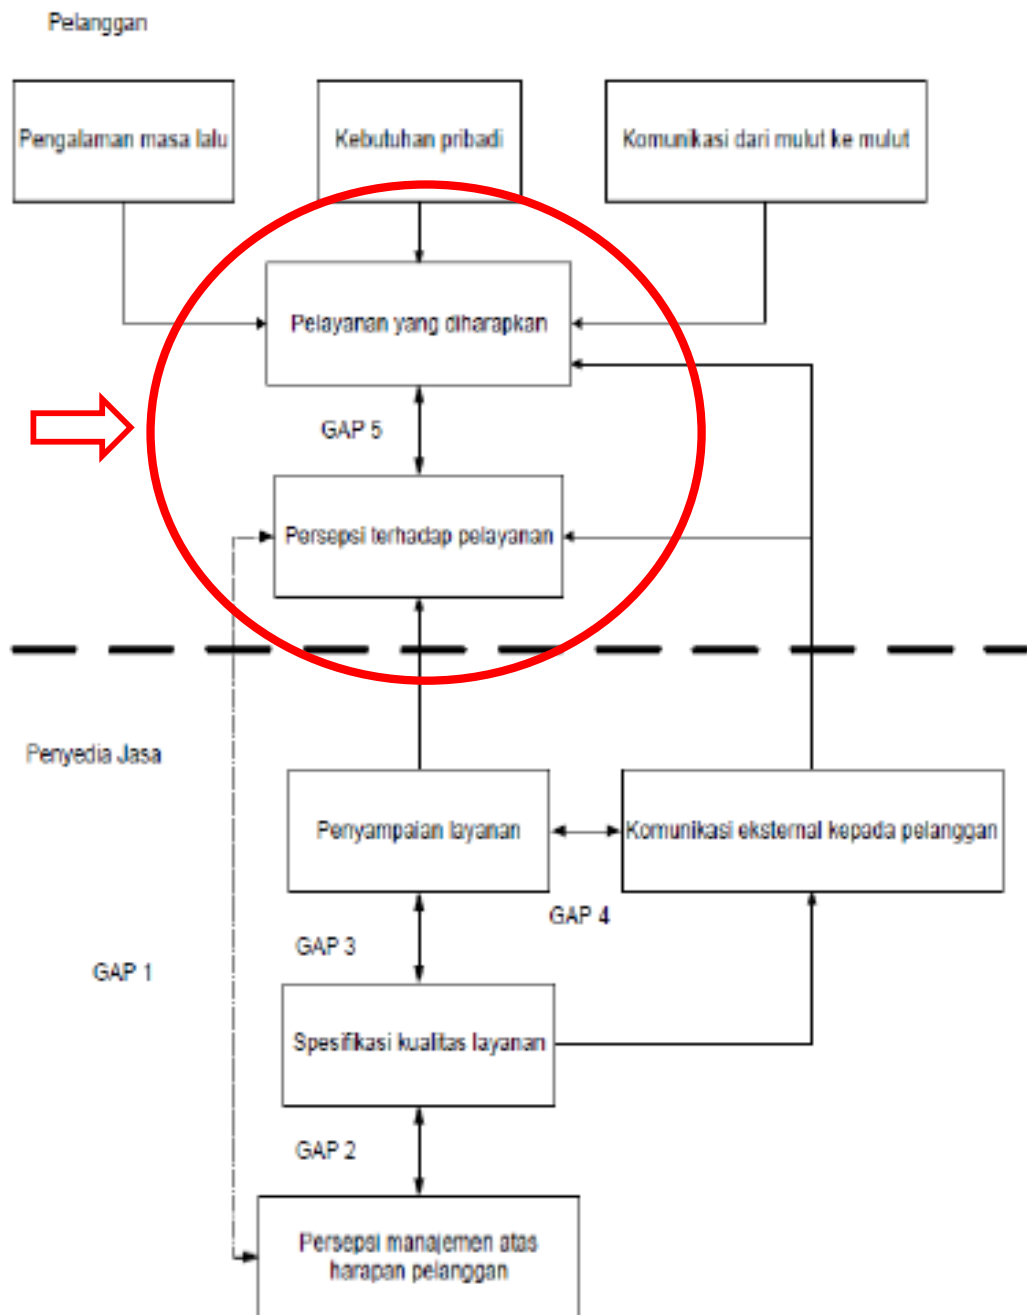 Pelanggan
Pengalaman masa lalu
Kebutuhan pribadi
Komunikasi dari mulut ke mulut
Pelayanan yang diharapkan
GAP 5
Persepsi terhadap pelayanan
Penyedia Jasa
Penyampaian layanan
Komunikasi eksternal kepada pelanggan
GAP 4
GAP 3
GAP 1
Spesifikasi kualitas layanan
GAP 2
Persepsi manajemen atas
harapan pelanggan